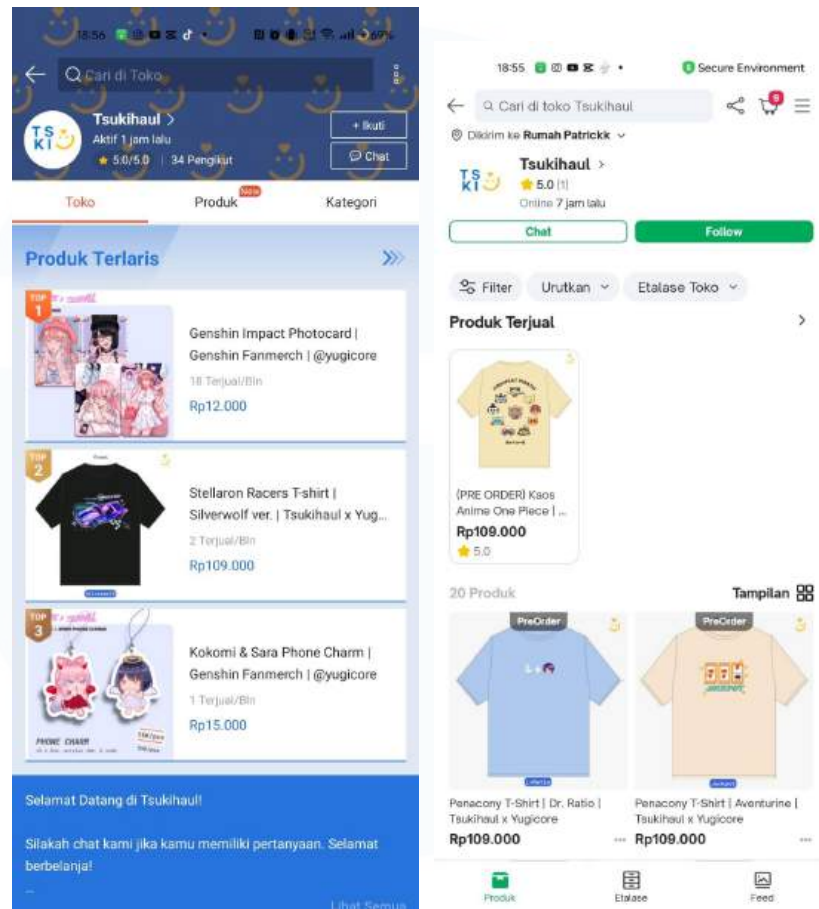 18:56
69%
Cari di Toko
TS
KI
Tsukihaul >
Aktif 1 jam lalu
5.0/5.0 | 34 Pengikut
+ Ikuti
Chat
Toko
Produk
New
Kategori
Produk Terlaris
TOP
1
Genshin Impact Photocard |
Genshin Fanmerch | @yugicore
18 Terjual/Bln
Rp12.000
TOP
2
Stellaron Racers T-shirt |
Silverwolf ver. | Tsukihaul x Yug...
2 Terjual/Bln
Rp109.000
TOP
3
PHONE CHARM
Kokomi & Sara Phone Charm |
Genshin Fanmerch | @yugicore
1 Terjual/Bln
Rp15.000
Selamat Datang di Tsukihaul!
Silakah chat kami jika kamu memiliki pertanyaan. Selamat
berbelanja!
Lihat Semua
18:55
Secure Environment
Cari di toko Tsukihaul
9
Dikirim ke Rumah Patrickk
TS
KI
Tsukihaul >
5.0 (1)
Online 7 jam lalu
Chat
Follow
Filter
Urutkan
Etalase Toko
Produk Terjual
(PRE ORDER) Kaos
Anime One Piece | ...
Rp109.000
5.0
20 Produk
Tampilan
PreOrder
PreOrder
JACKPOT
Penacony T-Shirt | Dr. Ratio |
Tsukihaul x Yugicore
Rp109.000
Penacony T-Shirt | Aventurine |
Tsukihaul x Yugicore
Rp109.000
Produk
Etalase
Feed